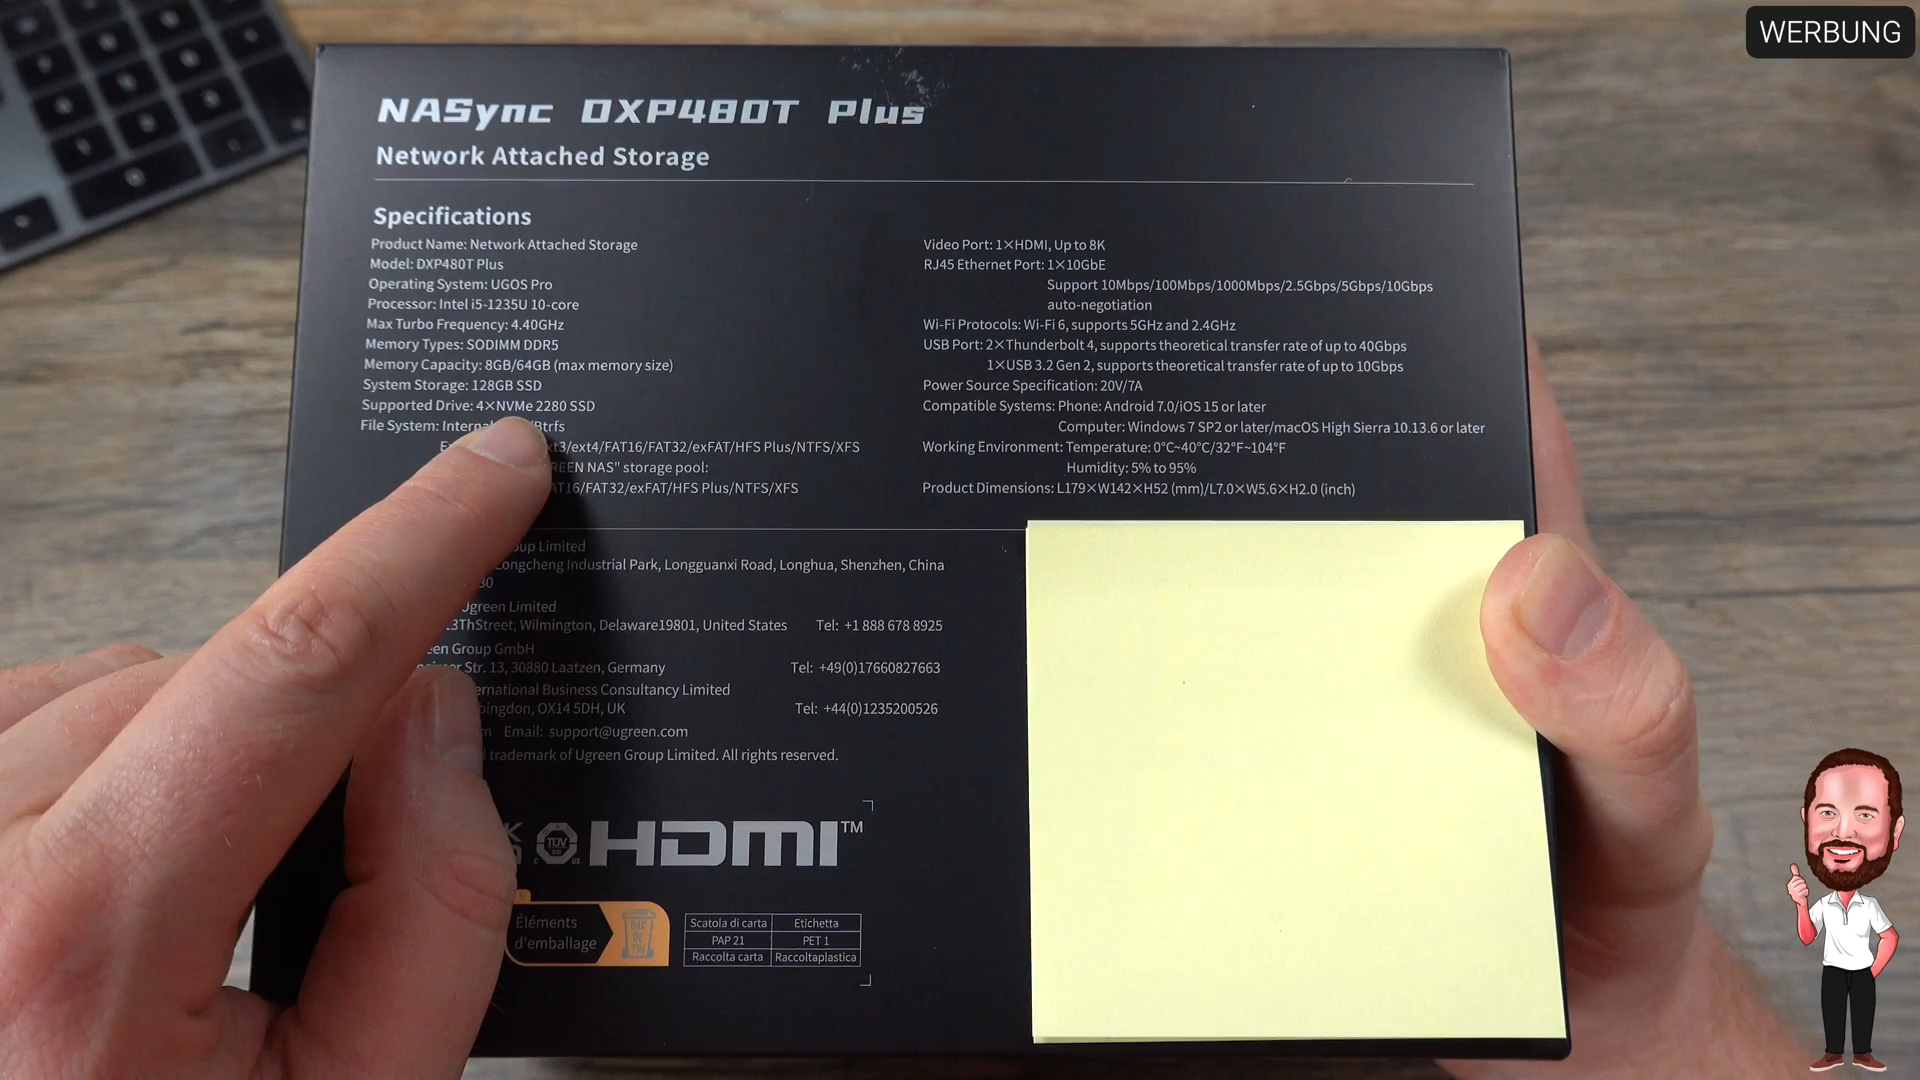 WERBUNG
NASync DXP480T Plus
Network Attached Storage
Specifications
Product Name: Network Attached Storage
Model: DXP480T Plus
Operating System: UGOS Pro
Processor: Intel i5-1235U 10-core
Max Turbo Frequency: 4.40GHz
Memory Types: SODIMM DDR5
Memory Capacity: 8GB/64GB (max memory size)
System Storage: 128GB SSD
Supported Drive: 4×NVMe 2280 SSD
File System: Btrfs
/ext4/FAT16/FAT32/exFAT/HFS Plus/NTFS/XFS
NAS" storage pool:
/FAT32/exFAT/HFS Plus/NTFS/XFS
Video Port: 1×HDMI, Up to 8K
RJ45 Ethernet Port: 1×10GbE
Support 10Mbps/100Mbps/1000Mbps/2.5Gbps/5Gbps/10Gbps
auto-negotiation
Wi-Fi Protocols: Wi-Fi 6, supports 5GHz and 2.4GHz
USB Port: 2×Thunderbolt 4, supports theoretical transfer rate of up to 40Gbps
1×USB 3.2 Gen 2, supports theoretical transfer rate of up to 10Gbps
Power Source Specification: 20V/7A
Compatible Systems: Phone: Android 7.0/iOS 15 or later
Computer: Windows 7 SP2 or later/macOS High Sierra 10.13.6 or later
Working Environment: Temperature: 0°C~40°C/32°F~104°F
Humidity: 5% to 95%
Product Dimensions: L179×W142×H52 (mm)/L7.0×W5.6×H2.0 (inch)
Limited
Industrial Park, Longguanxi Road, Longhua, Shenzhen, China
Ugreen Limited
Wilmington, Delaware19801, United States Tel: +1 888 678 8925
Group GmbH
Str. 13, 30880 Laatzen, Germany Tel: +49(0)17660827663
Business Consultancy Limited
OX14 5DH, UK Tel: +44(0)1235200526
Email: support@ugreen.com
trademark of Ugreen Group Limited. All rights reserved.
TÜV HDMI™
Éléments
d'emballage
Scatola di carta Etichetta
PAP 21 PET 1
Raccolta carta Raccoltaplastica